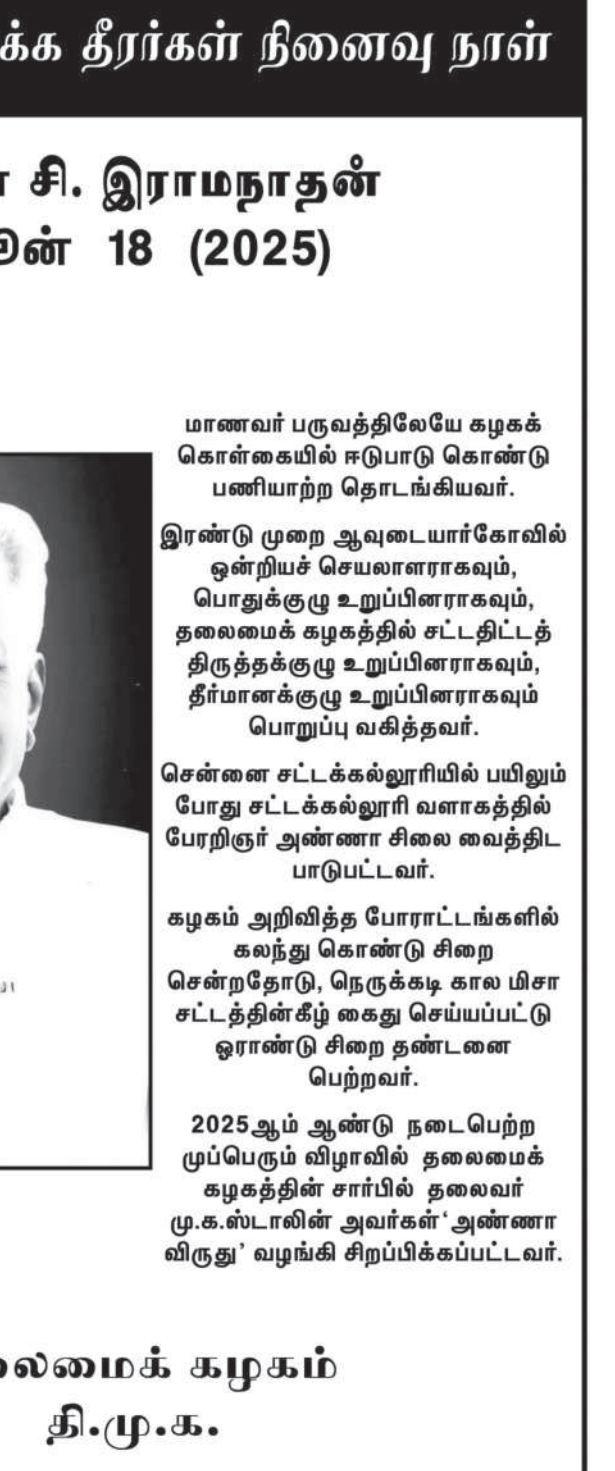 தீரர்கள் நினைவு நாள்
சி. இராமநாதன்
18 (2025)
மாணவர் பருவத்திலேயே கழகக்
கொள்கையில் ஈடுபாடு கொண்டு
பணியாற்ற தொடங்கியவர்.
இரண்டு முறை ஆவுடையார்கோவில்
ஒன்றியச் செயலாளராகவும்,
பொதுக்குழு உறுப்பினராகவும்,
தலைமைக் கழகத்தில் சட்டதிட்டத்
திருத்தக்குழு உறுப்பினராகவும்,
தீர்மானக்குழு உறுப்பினராகவும்
பொறுப்பு வகித்தவர்.
சென்னை சட்டக்கல்லூரியில் பயிலும்
போது சட்டக்கல்லூரி வளாகத்தில்
பேரறிஞர் அண்ணா சிலை வைத்திட
பாடுபட்டவர்.
கழகம் அறிவித்த போராட்டங்களில்
கலந்து கொண்டு சிறை
சென்றதோடு, நெருக்கடி கால மிசா
சட்டத்தின்கீழ் கைது செய்யப்பட்டு
ஓராண்டு சிறை தண்டனை
பெற்றவர்.
2025ஆம் ஆண்டு நடைபெற்ற
முப்பெரும் விழாவில் தலைமைக்
கழகத்தின் சார்பில் தலைவர்
மு.க.ஸ்டாலின் அவர்கள் ‘அண்ணா
விருது’ வழங்கி சிறப்பிக்கப்பட்டவர்.
கழகம்
தி.மு.க.